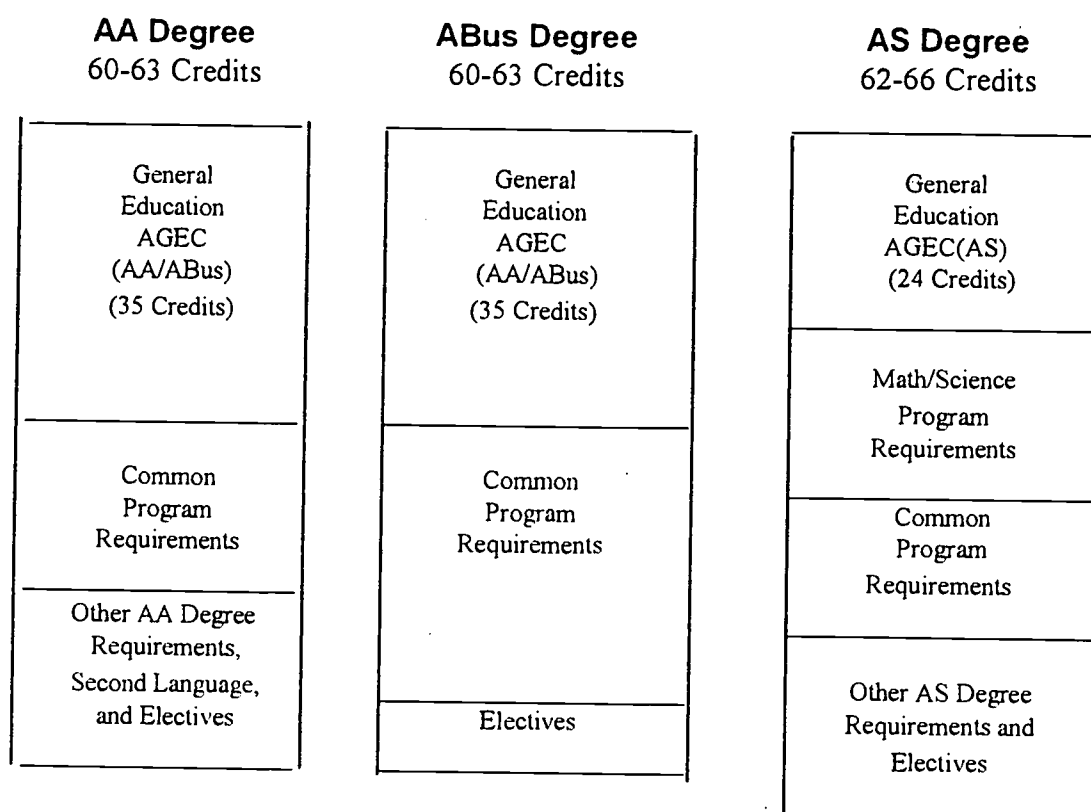 AA Degree
60-63 Credits
General
Education
AGEC
(AA/ABus)
(35 Credits)
Common
Program
Requirements
Other AA Degree
Requirements,
Second Language,
and Electives
ABus Degree
60-63 Credits
General
Education
AGEC
(AA/ABus)
(35 Credits)
Common
Program
Requirements
Electives
AS Degree
62-66 Credits
General
Education
AGEC(AS)
(24 Credits)
Math/Science
Program
Requirements
Common
Program
Requirements
Other AS Degree
Requirements and
Electives